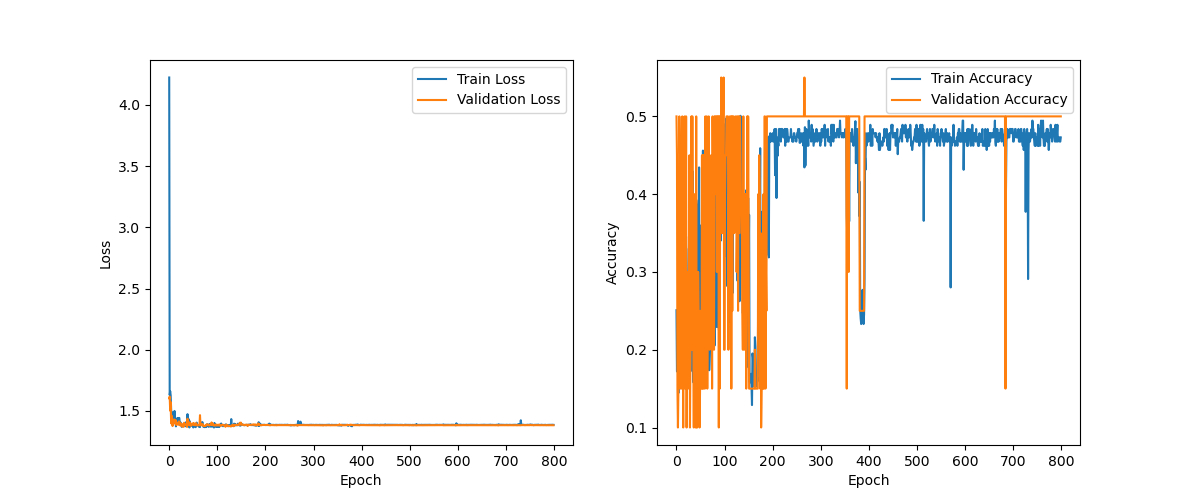 Train Loss
Validation Loss
4.0
3.5
3.0
2.5
2.0
1.5
Loss
0 100 200 300 400 500 600 700 800
Epoch
Train Accuracy
Validation Accuracy
0.5
0.4
0.3
0.2
0.1
Accuracy
0 100 200 300 400 500 600 700 800
Epoch